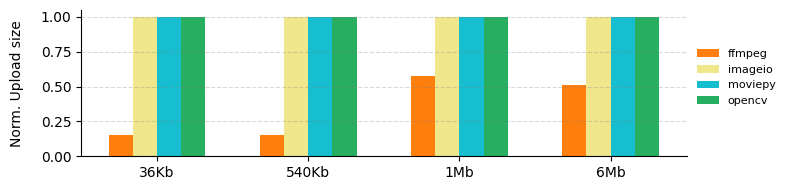 Norm. Upload size
1.00
0.75
0.50
0.25
0.00
36Kb
540Kb
1Mb
6Mb
ffmpeg
imageio
moviepy
opencv